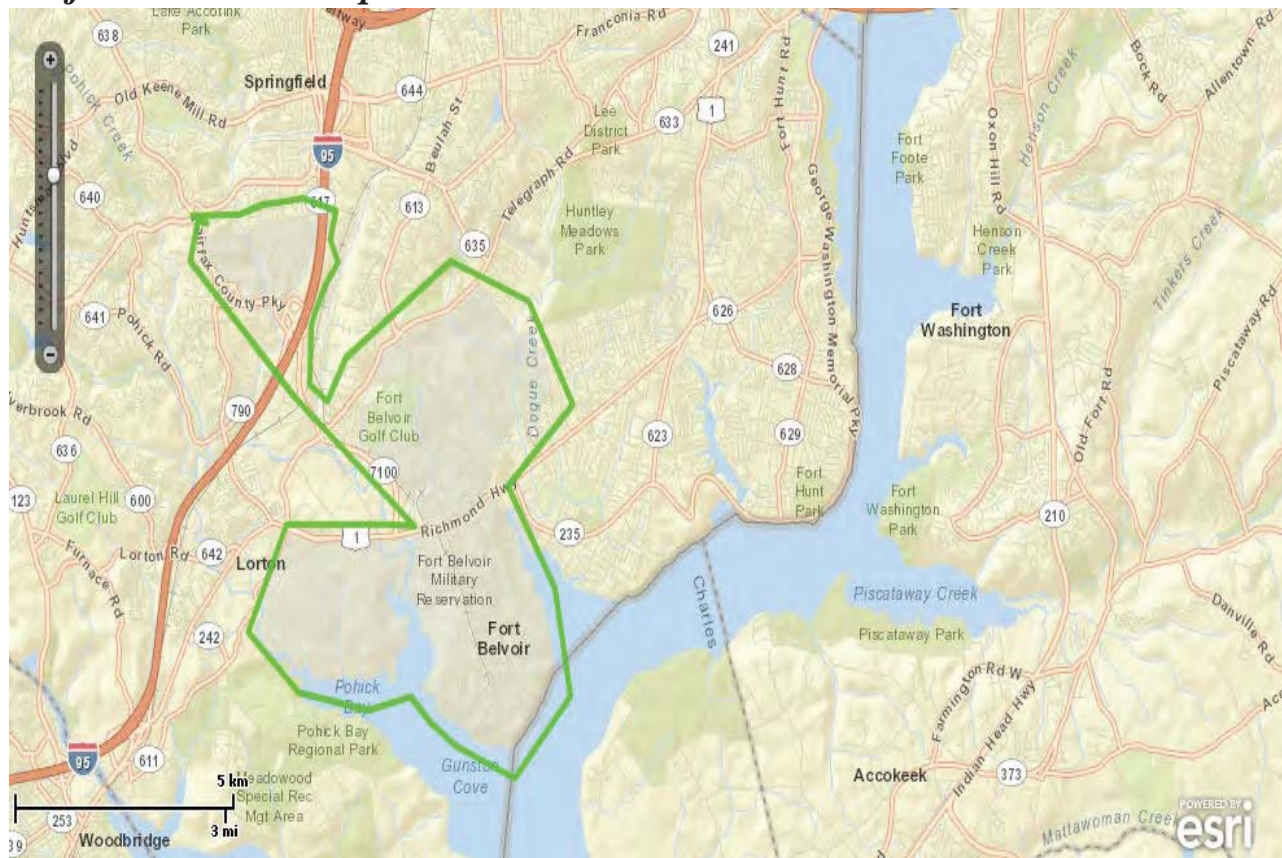 Lake Accotink
Park
638
Franconia Rd
241
Springfield
644
Old Keene Mill Rd
Pohick Creek
Beulah St
Lee
District
Park
633
1
Fort Hunt Rd
Bock Rd
Allentown Rd
Henson Creek
Oxon Hill Rd
Fort
Foote
Park
95
640
617
613
Telegraph Rd
635
Huntley
Meadows
Park
George Washington Memorial Pky
Henson
Creek
Park
Tinkers Creek
Fairfax County Pky
641
Pohick Rd
626
Fort
Washington
Piscataway Rd
Dogue Creek
628
790
Fort
Belvoir
Golf Club
623
629
Old Fort Rd
636
7100
123
Laurel Hill
Golf Club
600
Richmond Hwy
Fort
Hunt
Park
Fort
Washington
Park
210
1
235
Lorton Rd
642
Lorton
Furnace Rd
Fort Belvoir
Military
Reservation
Charles
Piscataway Creek
Danville Rd
242
Fort
Belvoir
Piscataway Park
Farmington Rd W
Pohick
Bay
Pohick Bay
Regional Park
Indian Head Hwy
95
611
Gunston
Cove
Accokeek
373
5 km
3 mi
Meadowood
Special Rec
Mgt Area
253
Woodbridge
Mattawoman Creek
POWERED BY
esri